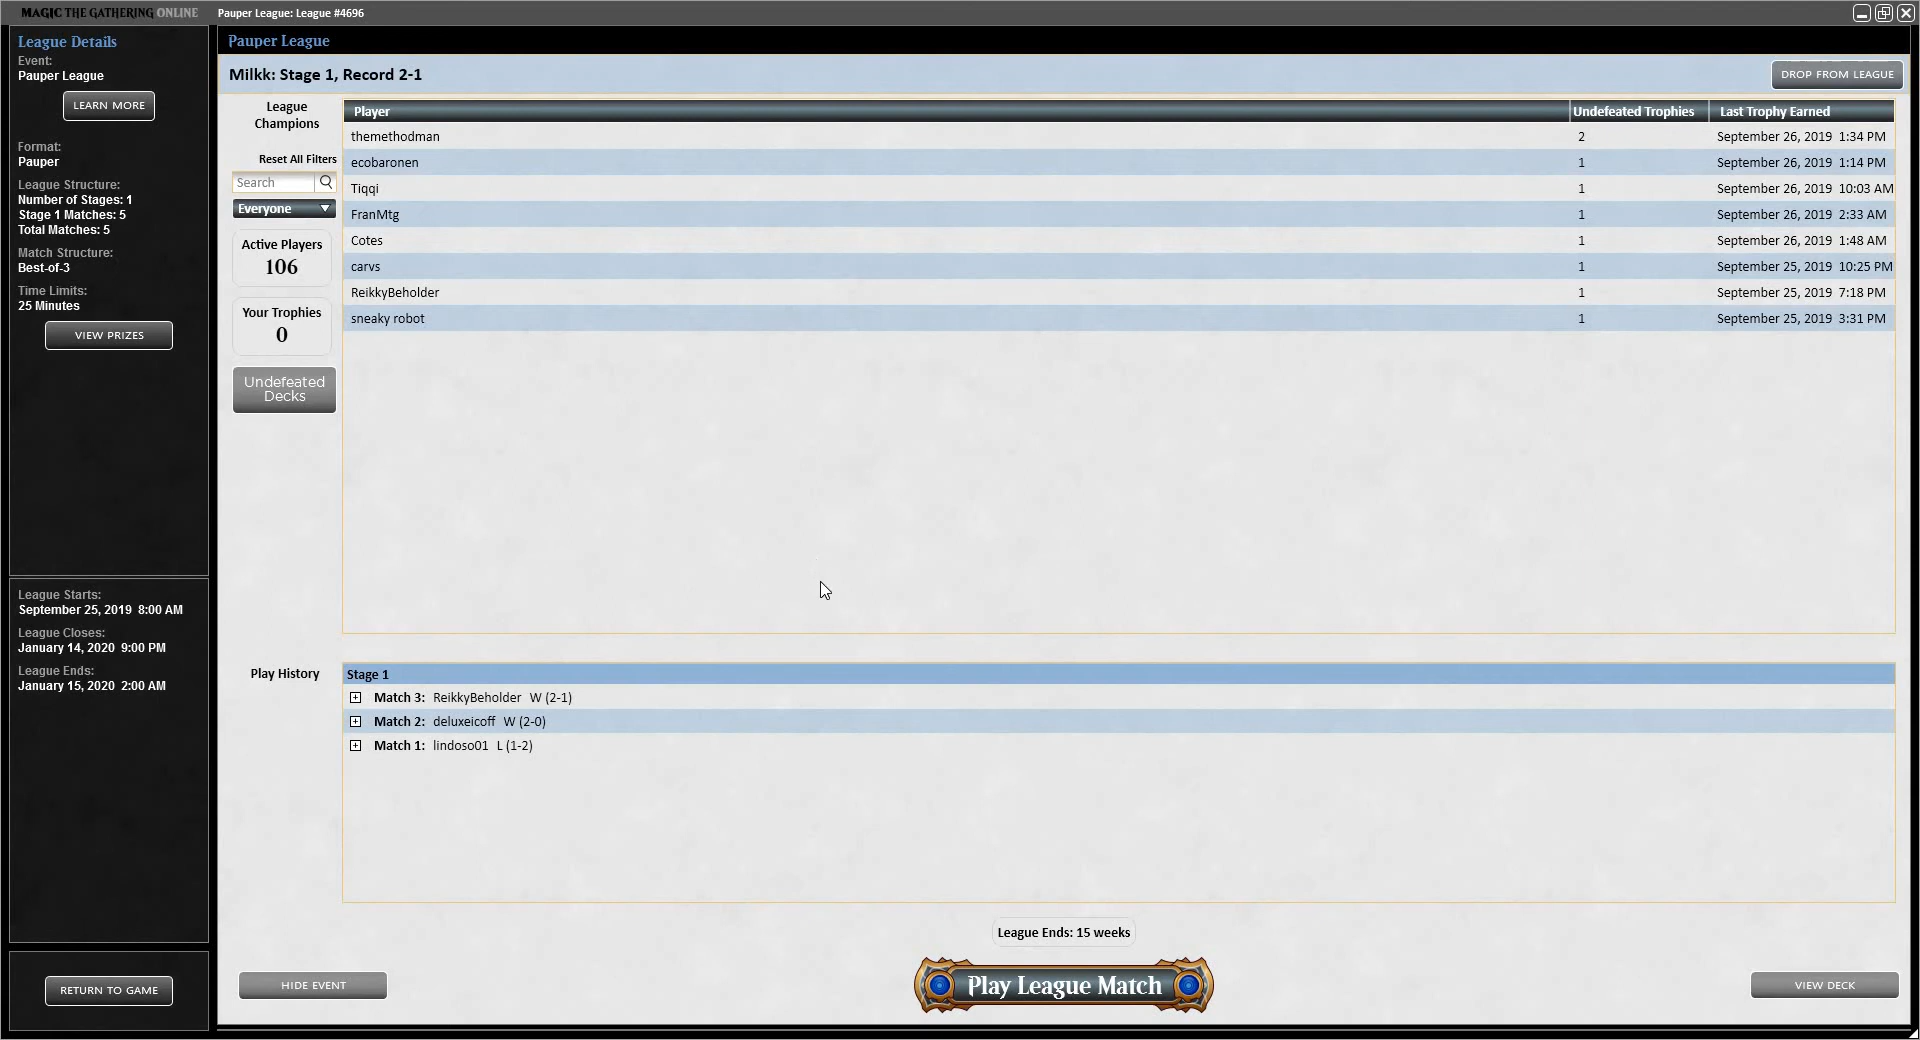 MAGIC THE GATHERING ONLINE
Pauper League: League #4696
League Details
Event:
Pauper League
LEARN MORE
Format:
Pauper
League Structure:
Number of Stages: 1
Stage 1 Matches: 5
Total Matches: 5
Match Structure:
Best-of-3
Time Limits:
25 Minutes
VIEW PRIZES
League Starts:
September 25, 2019 8:00 AM
League Closes:
January 14, 2020 9:00 PM
League Ends:
January 15, 2020 2:00 AM
RETURN TO GAME
Pauper League
Milkk: Stage 1, Record 2-1
DROP FROM LEAGUE
League
Champions
Reset All Filters
Search
Everyone
Active Players
106
Your Trophies
0
Undefeated
Decks
Player Undefeated Trophies Last Trophy Earned
themethodman 2 September 26, 2019 1:34 PM
ecobaronen 1 September 26, 2019 1:14 PM
Tiqqi 1 September 26, 2019 10:03 AM
FranMtg 1 September 26, 2019 2:33 AM
Cotes 1 September 26, 2019 1:48 AM
carvs 1 September 25, 2019 10:25 PM
ReikkyBeholder 1 September 25, 2019 7:18 PM
sneaky robot 1 September 25, 2019 3:31 PM
Play History
Stage 1
Match 3: ReikkyBeholder W (2-1)
Match 2: deluxeicoff W (2-0)
Match 1: lindoso01 L (1-2)
League Ends: 15 weeks
HIDE EVENT
Play League Match
VIEW DECK